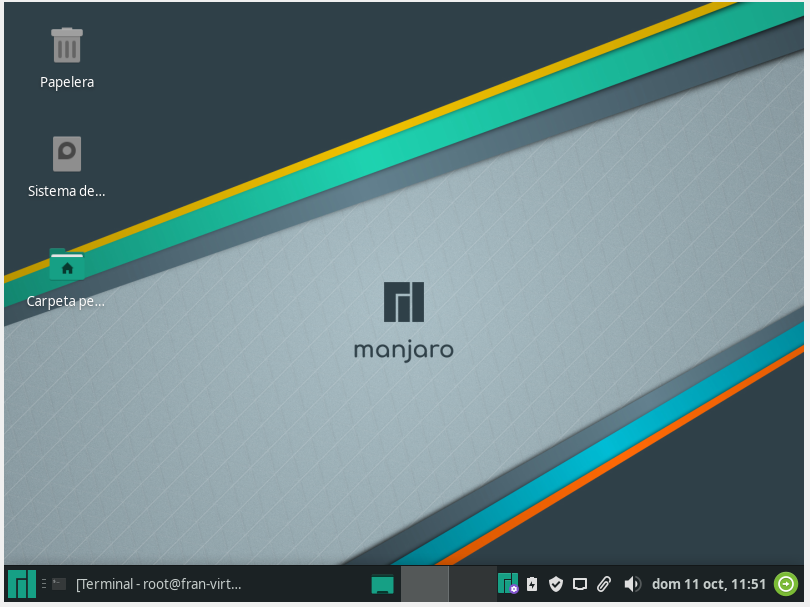 Papelera
Sistema de...
Carpeta pe...
manjaro
[Terminal - root@fran-virt...
dom 11 oct, 11:51